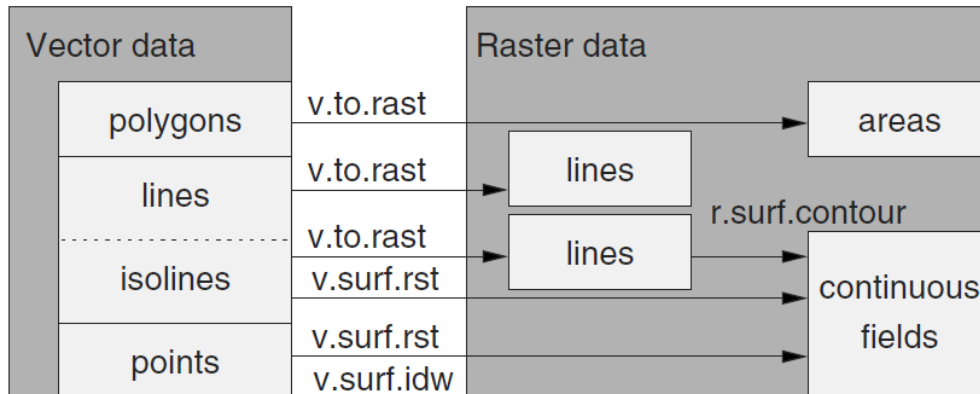 Vector data
Raster data
polygons
v.to.rast
areas
lines
v.to.rast
lines
r.surf.contour
isolines
v.to.rast
lines
v.surf.rst
continuous
fields
points
v.surf.rst
v.surf.idw